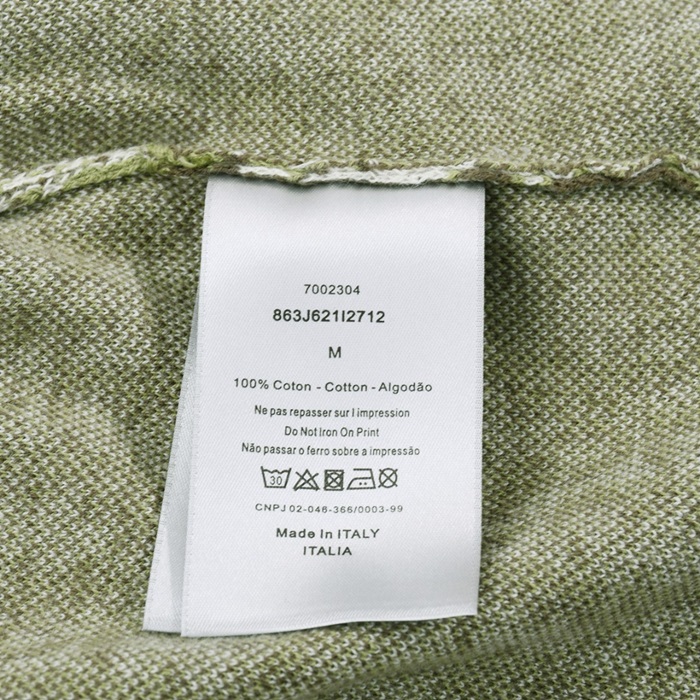 7002304
863J621I2712
M
100% Coton - Cotton - Algodão
Ne pas repasser sur l impression
Do Not Iron On Print
Não passar o ferro sobre a impressão
30
CNPJ 02-046-366/0003-99
Made In ITALY
ITALIA